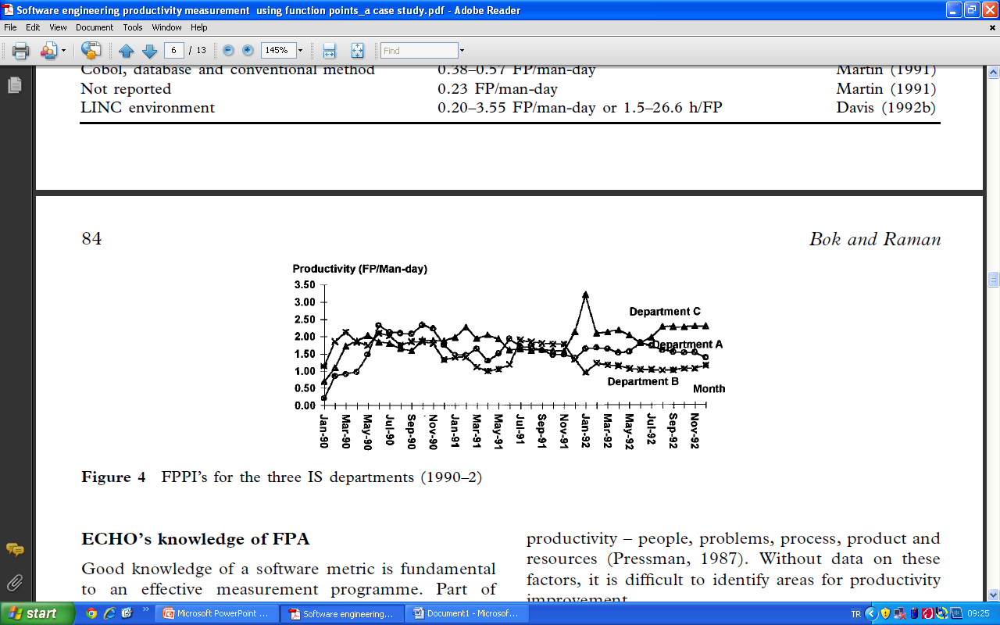 Software engineering productivity measurement using function points_a case study.pdf - Adobe Reader
File Edit View Document Tools Window Help
6 / 13 145% Find
Cobol, database and conventional method 0.38–0.57 FP/man-day Martin (1991)
Not reported 0.23 FP/man-day Martin (1991)
LINC environment 0.20–3.55 FP/man-day or 1.5–26.6 h/FP Davis (1992b)
84 Bok and Raman
Productivity (FP/Man-day)
3.50
3.00
2.50
2.00
1.50
1.00
0.50
0.00
Department C
Department A
Department B
Month
Jan-90 Mar-90 May-90 Jul-90 Sep-90 Nov-90 Jan-91 Mar-91 May-91 Jul-91 Sep-91 Nov-91 Jan-92 Mar-92 May-92 Jul-92 Sep-92 Nov-92
Figure 4 FPPI's for the three IS departments (1990–2)
ECHO's knowledge of FPA
Good knowledge of a software metric is fundamental
to an effective measurement programme. Part of
productivity – people, problems, process, product and
resources (Pressman, 1987). Without data on these
factors, it is difficult to identify areas for productivity
improvement
start Microsoft PowerPoint ... Software engineering... Document1 - Microsof... TR 09:25